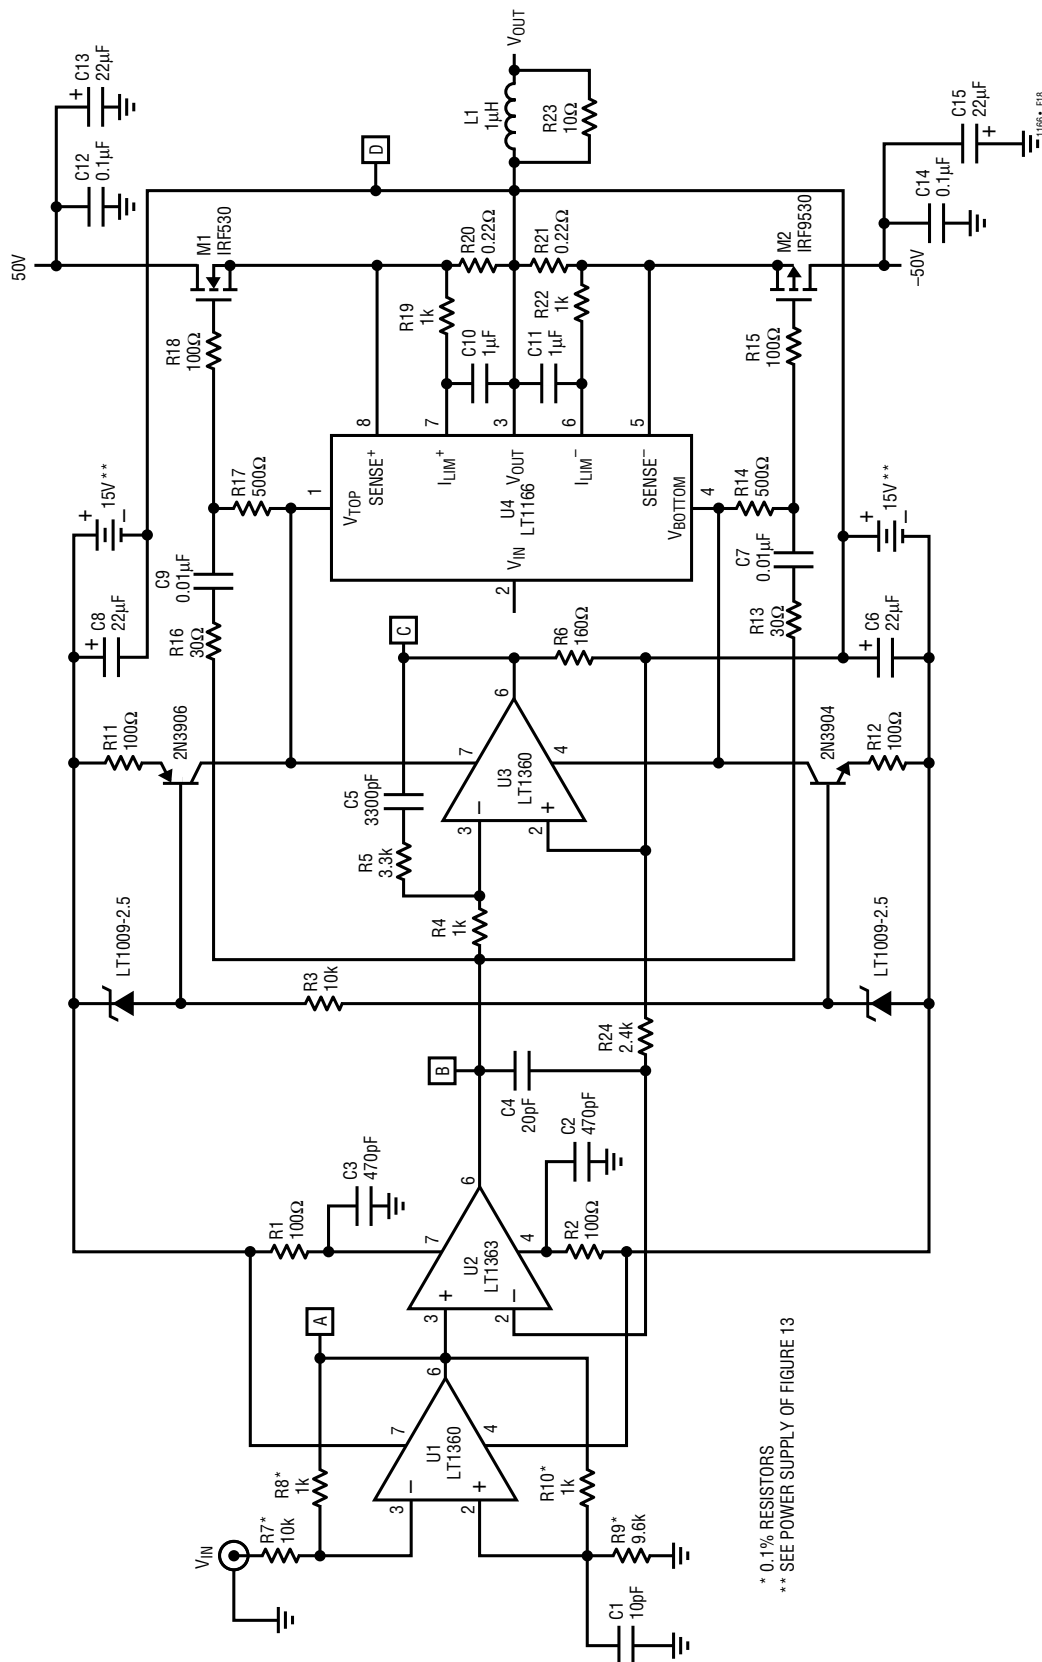 50V
C12
0.1µF
+
C13
22µF
D
L1
1µH
VOUT
R23
10Ω
M1
IRF530
R20
0.22Ω
R21
0.22Ω
M2
IRF9530
C14
0.1µF
C15
22µF
+
–50V
1166 • F18
R18
100Ω
R19
1k
C10
1µF
C11
1µF
R22
1k
R15
100Ω
15V**
+
–
C9
0.01µF
R17
500Ω
1
VTOP
8
SENSE+
7
ILIM+
3
VOUT
U4
LT1166
VIN
2
6
ILIM–
5
SENSE–
VBOTTOM
4
R14
500Ω
C7
0.01µF
15V**
+
–
+
C8
22µF
R16
30Ω
C
R6
160Ω
R13
30Ω
+
C6
22µF
R11
100Ω
2N3906
C5
3300pF
R5
3.3k
7
6
U3
LT1360
–
+
3
2
4
2N3904
R12
100Ω
LT1009-2.5
R4
1k
R3
10k
R24
2.4k
LT1009-2.5
B
C4
20pF
R1
100Ω
C3
470pF
7
6
U2
LT1363
+
–
3
2
4
R2
100Ω
C2
470pF
A
VIN
R7*
10k
R8*
1k
7
6
U1
LT1360
–
+
3
2
4
R10*
1k
R9*
9.6k
C1
10pF
* 0.1% RESISTORS
** SEE POWER SUPPLY OF FIGURE 13